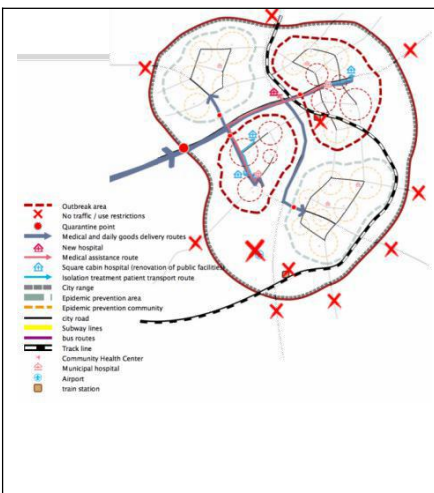 Outbreak area
No traffic / use restrictions
Quarantine point
Medical and daily goods delivery routes
New hospital
Medical assistance route
Square cabin hospital (renovation of public facilities)
Isolation treatment patient transport route
City range
Epidemic prevention area
Epidemic prevention community
city road
Subway lines
bus routes
Track line
Community Health Center
Municipal hospital
Airport
train station